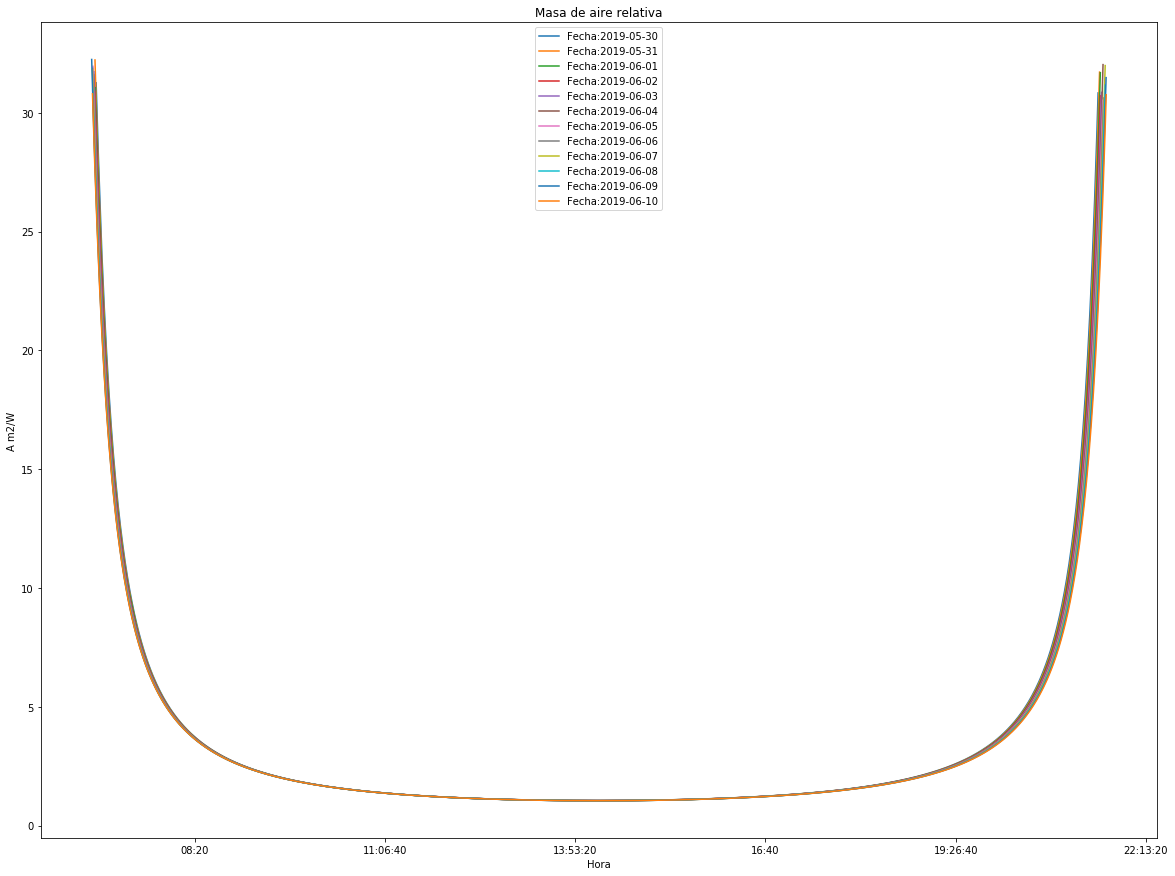 Masa de aire relativa
Fecha:2019-05-30
Fecha:2019-05-31
Fecha:2019-06-01
Fecha:2019-06-02
Fecha:2019-06-03
Fecha:2019-06-04
Fecha:2019-06-05
Fecha:2019-06-06
Fecha:2019-06-07
Fecha:2019-06-08
Fecha:2019-06-09
Fecha:2019-06-10
30
25
20
15
10
5
0
A m2/W
08:20 11:06:40 13:53:20 16:40 19:26:40 22:13:20
Hora